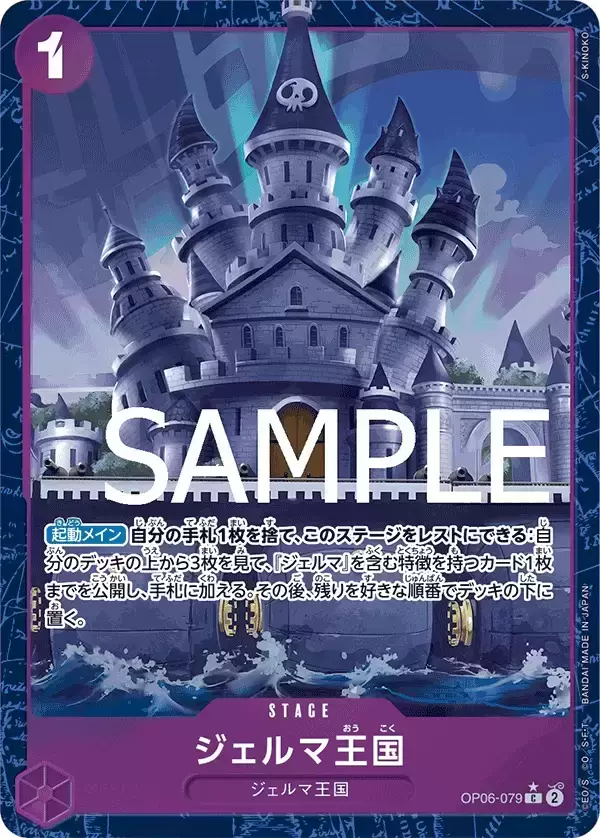 1
S-KINOKO
SAMPLE
起動メイン 自分の手札1枚を捨て、このステージをレストにできる：自
分のデッキの上から3枚を見て、『ジェルマ』を含む特徴を持つカード1枚
までを公開し、手札に加える。その後、残りを好きな順番でデッキの下に
置く。
STAGE
おうこく
ジェルマ王国
ジェルマ王国
OP06-079 C 2
©E.O./S. ©O./S.・F・T BANDAI MADE IN JAPAN